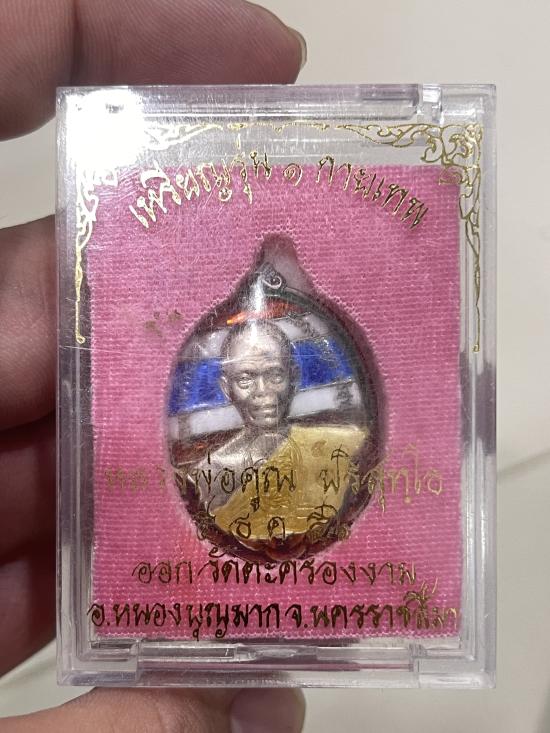 เหรียญรุ่น ๑ กายเทพ
หลวงพ่อคูณ ปริสุทฺโธ
ออก วัดตะคร้องงาม
อ.หนองบุญมาก จ.นครราชสีมา